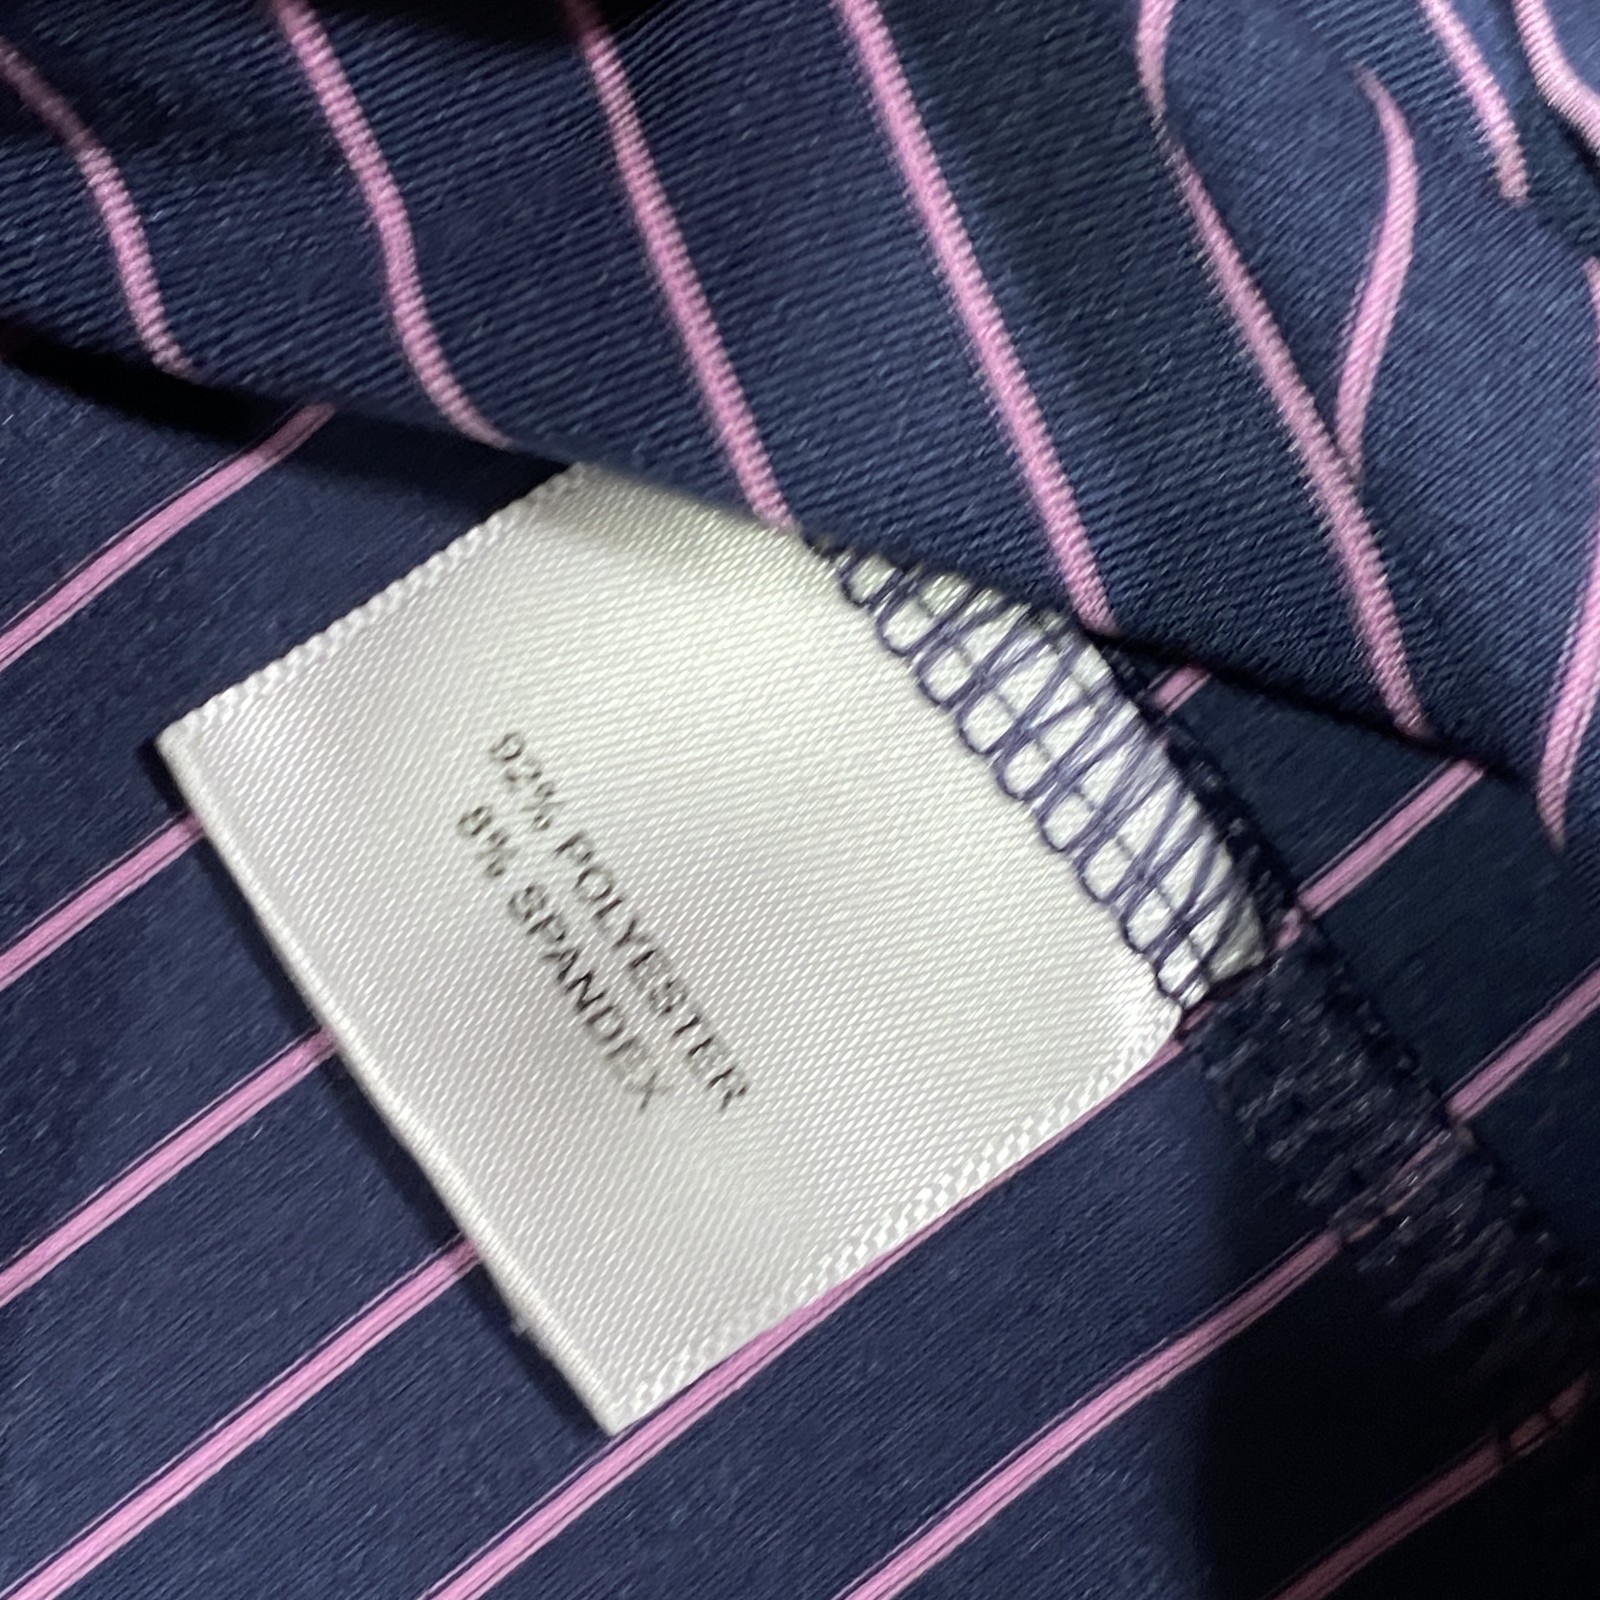 92% POLYESTER
8% SPANDEX